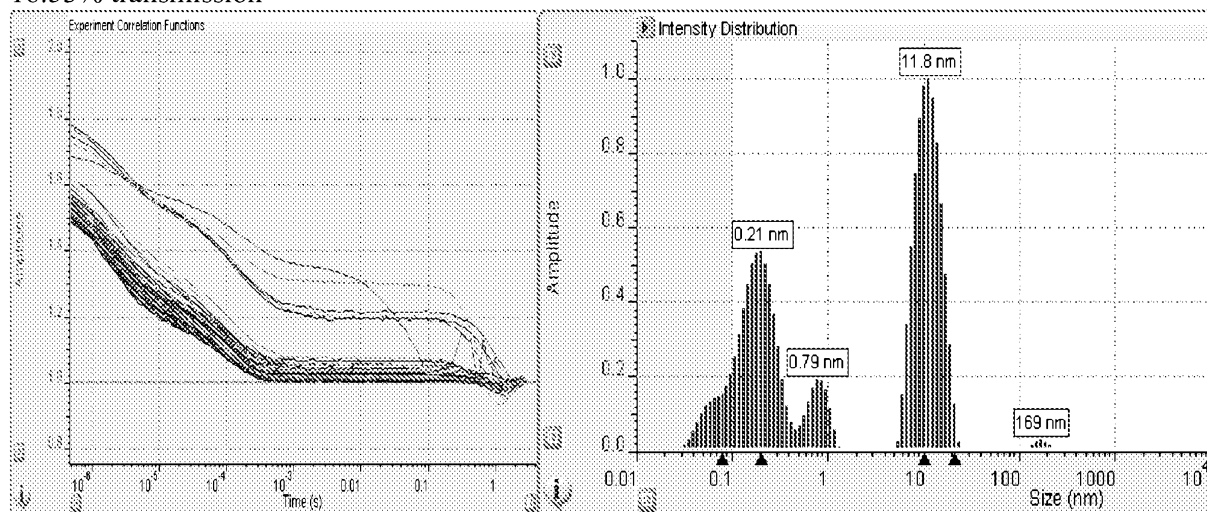 Experiment Correlation Functions
Amplitude
0.8
10⁻⁶ 10⁻⁵ 10⁻⁴ 0.01 0.1 1
Time (s)
Intensity Distribution
1.0
0.8
0.6
0.4
0.2
0.0
Amplitude
0.21 nm
0.79 nm
11.8 nm
169 nm
0.01 0.1 1 10 100 1000
Size (nm)